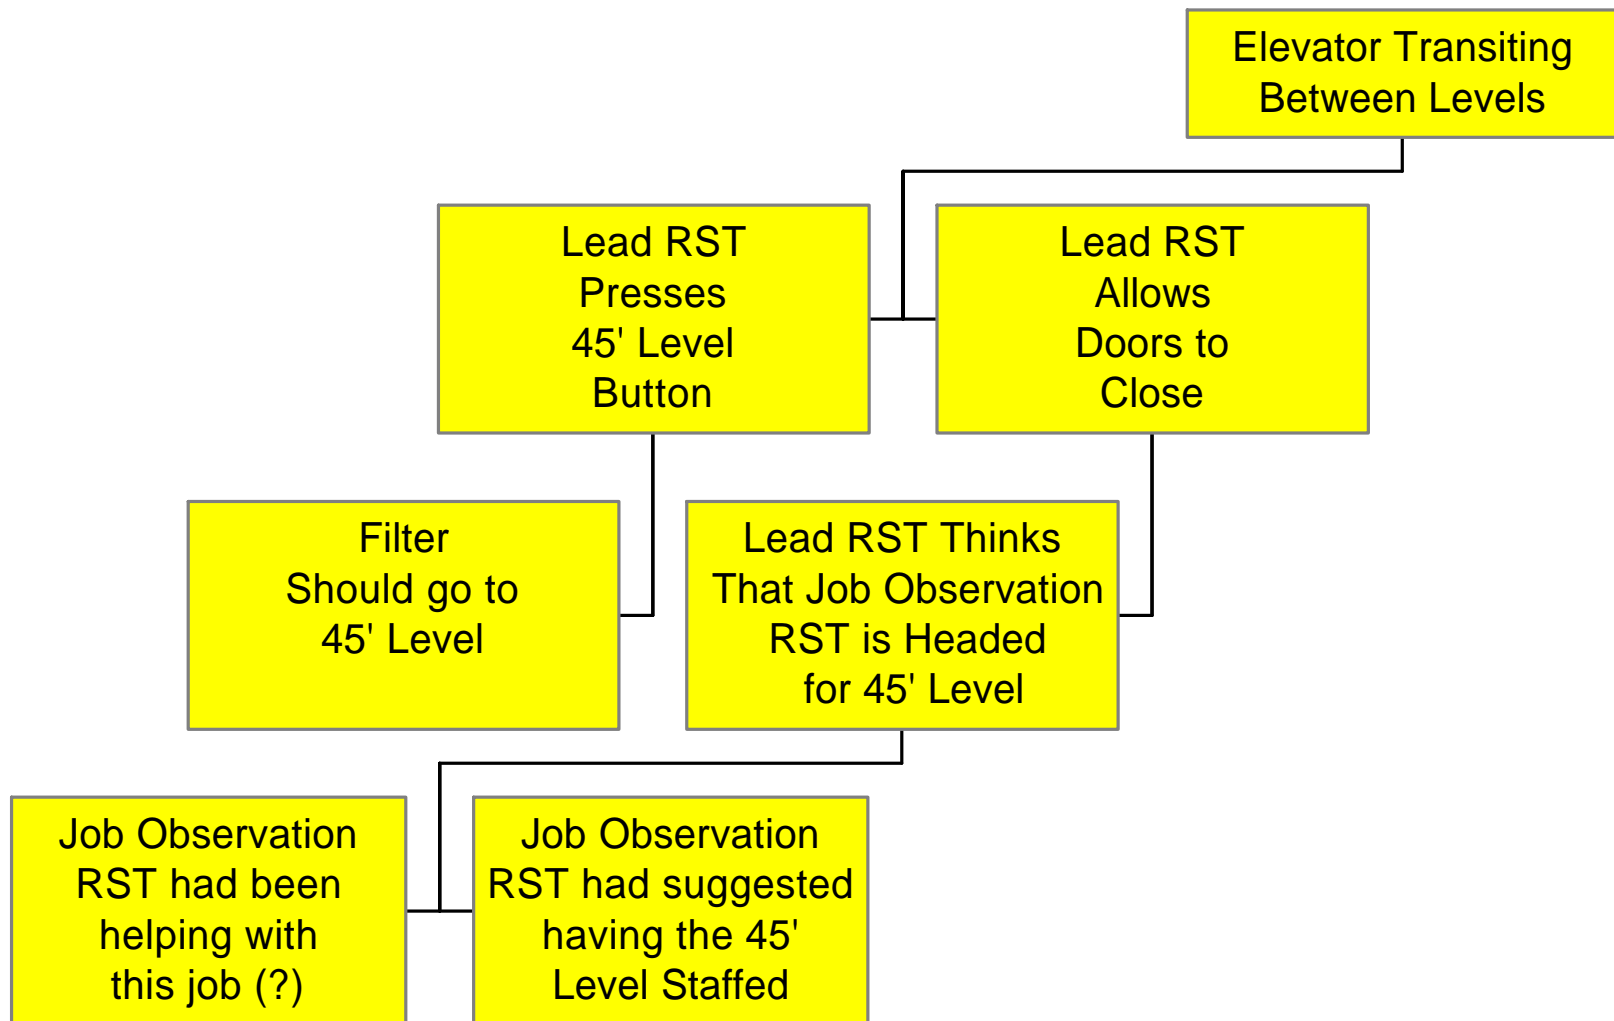 Elevator Transiting
Between Levels
Lead RST
Presses
45' Level
Button
Lead RST
Allows
Doors to
Close
Filter
Should go to
45' Level
Lead RST Thinks
That Job Observation
RST is Headed
for 45' Level
Job Observation
RST had been
helping with
this job (?)
Job Observation
RST had suggested
having the 45'
Level Staffed